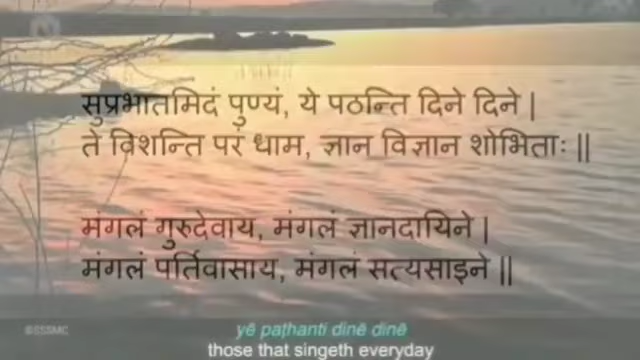 सुप्रभातमिदं पुण्यं, ये पठन्ति दिने दिने |
ते विशन्ति परं धाम, ज्ञान विज्ञान शोभिताः ||
मंगलं गुरुदेवाय, मंगलं ज्ञानदायिने |
मंगलं पर्तिवासाय, मंगलं सत्यसाइने ||
©SSSMC
yē paṭhanti dinē dinē
those that singeth everyday